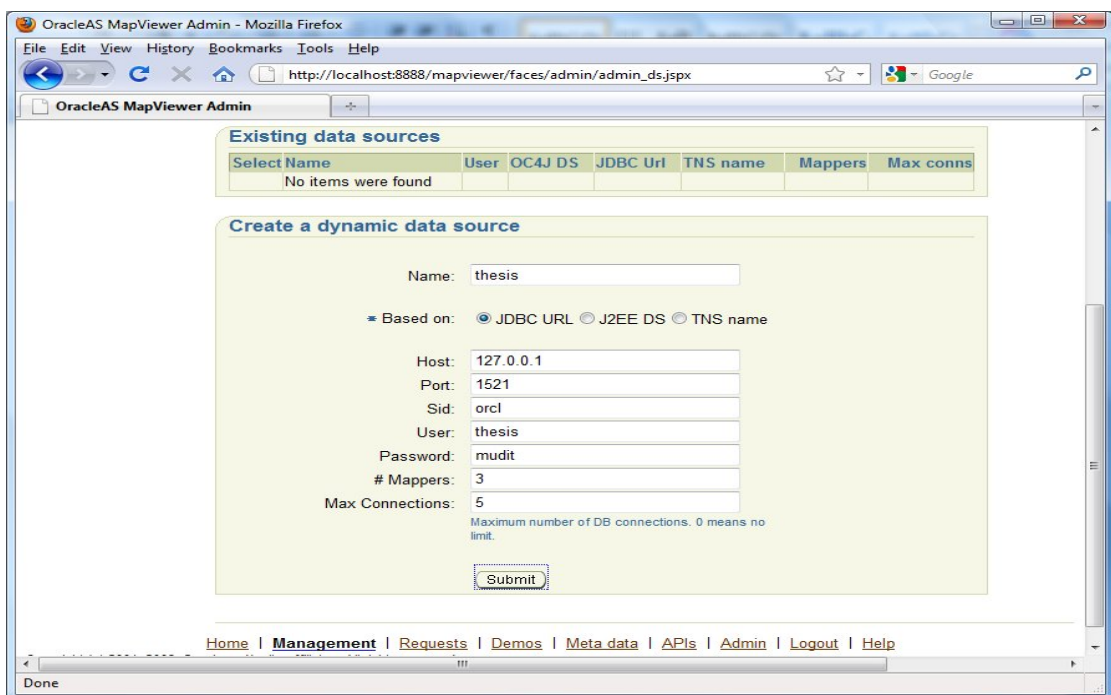 OracleAS MapViewer Admin - Mozilla Firefox
File Edit View History Bookmarks Tools Help
http://localhost:8888/mapviewer/faces/admin/admin_ds.jspx
Google
OracleAS MapViewer Admin
Existing data sources
Select Name User OC4J DS JDBC Url TNS name Mappers Max conns
No items were found
Create a dynamic data source
Name: thesis
Based on: JDBC URL J2EE DS TNS name
Host: 127.0.0.1
Port: 1521
Sid: orcl
User: thesis
Password: mudit
# Mappers: 3
Max Connections: 5
Maximum number of DB connections. 0 means no
limit.
Submit
Home | Management | Requests | Demos | Meta data | APIs | Admin | Logout | Help
Done